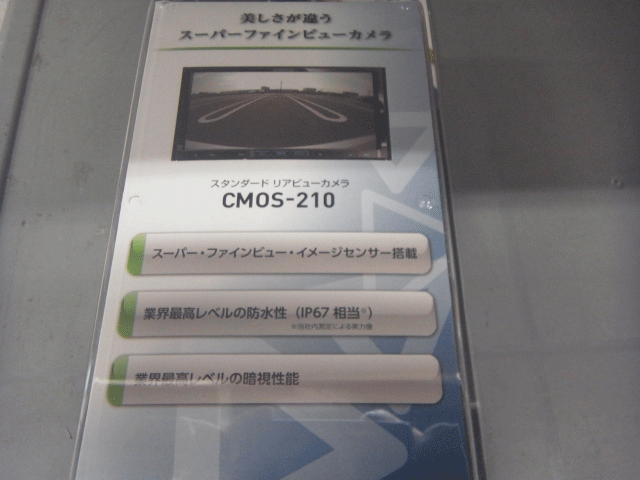 美しさが違う
スーパーファインビューカメラ
スタンダード リアビューカメラ
CMOS-210
スーパー・ファインビュー・イメージセンサー搭載
業界最高レベルの防水性（IP67 相当※）
※当社内測定による実力値
業界最高レベルの暗視性能